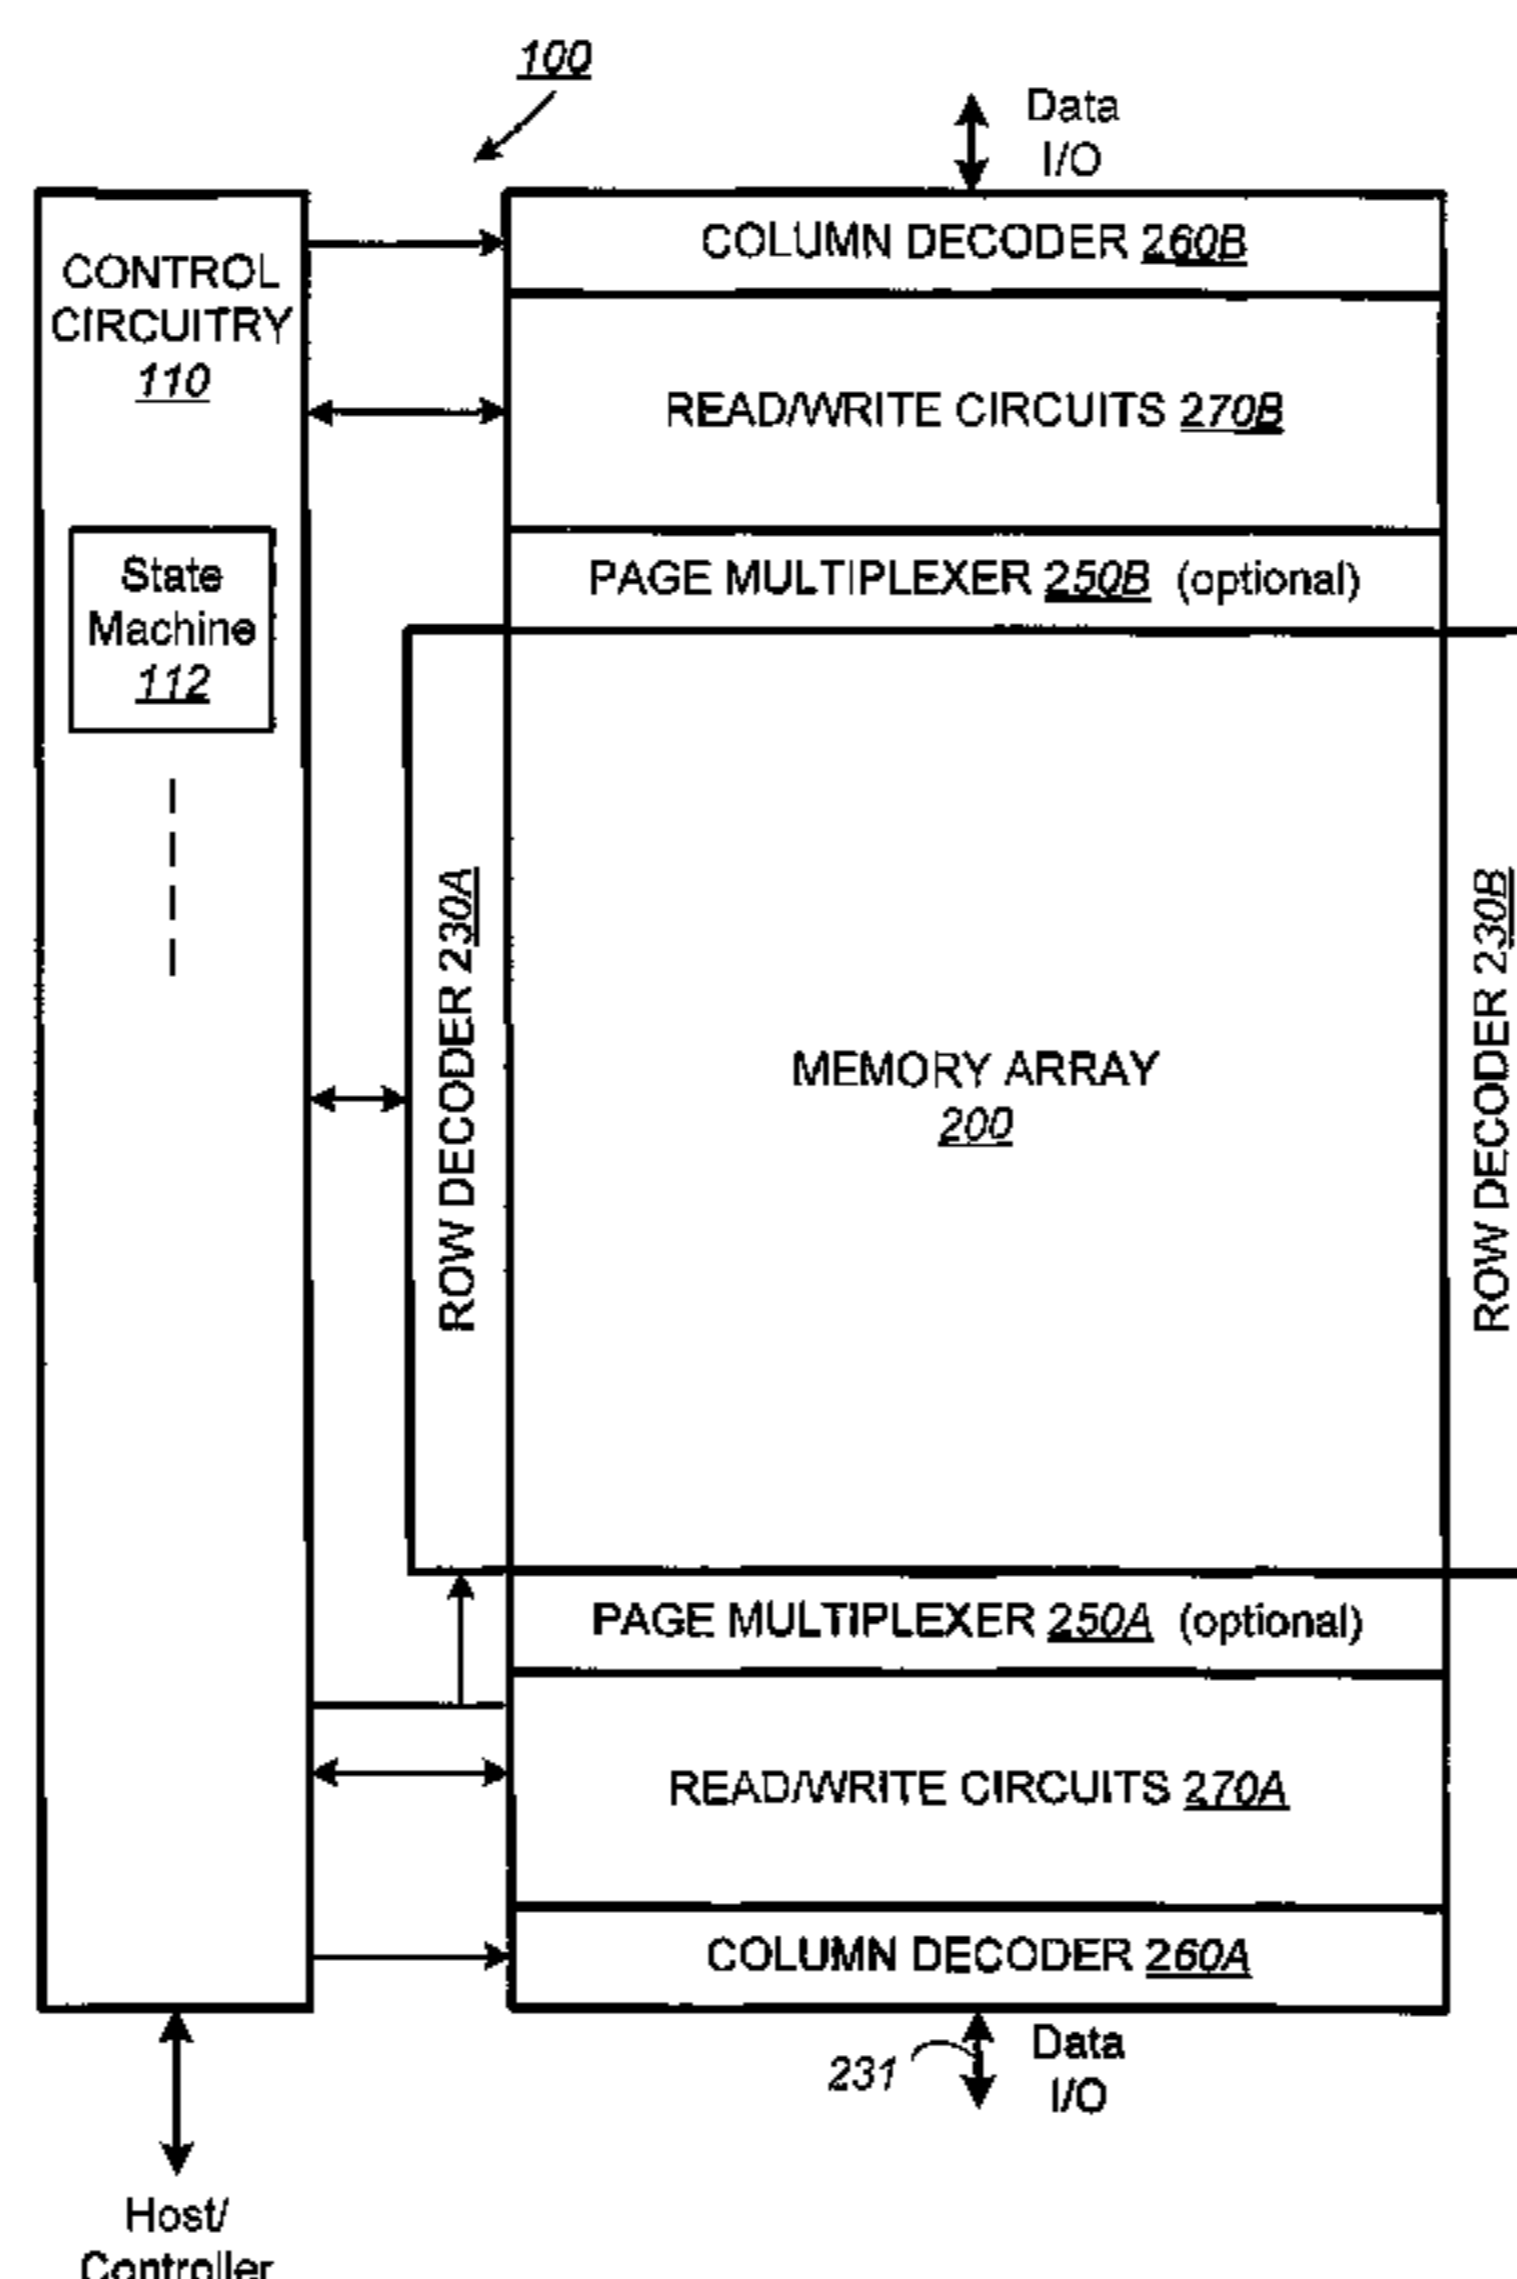 100
Data
I/O
COLUMN DECODER 260B
CONTROL
CIRCUITRY
110
READ/WRITE CIRCUITS 270B
State
Machine
112
PAGE MULTIPLEXER 250B (optional)
ROW DECODER 230A
MEMORY ARRAY
200
ROW DECODER 230B
PAGE MULTIPLEXER 250A (optional)
READ/WRITE CIRCUITS 270A
COLUMN DECODER 260A
231
Data
I/O
Host/
Controller